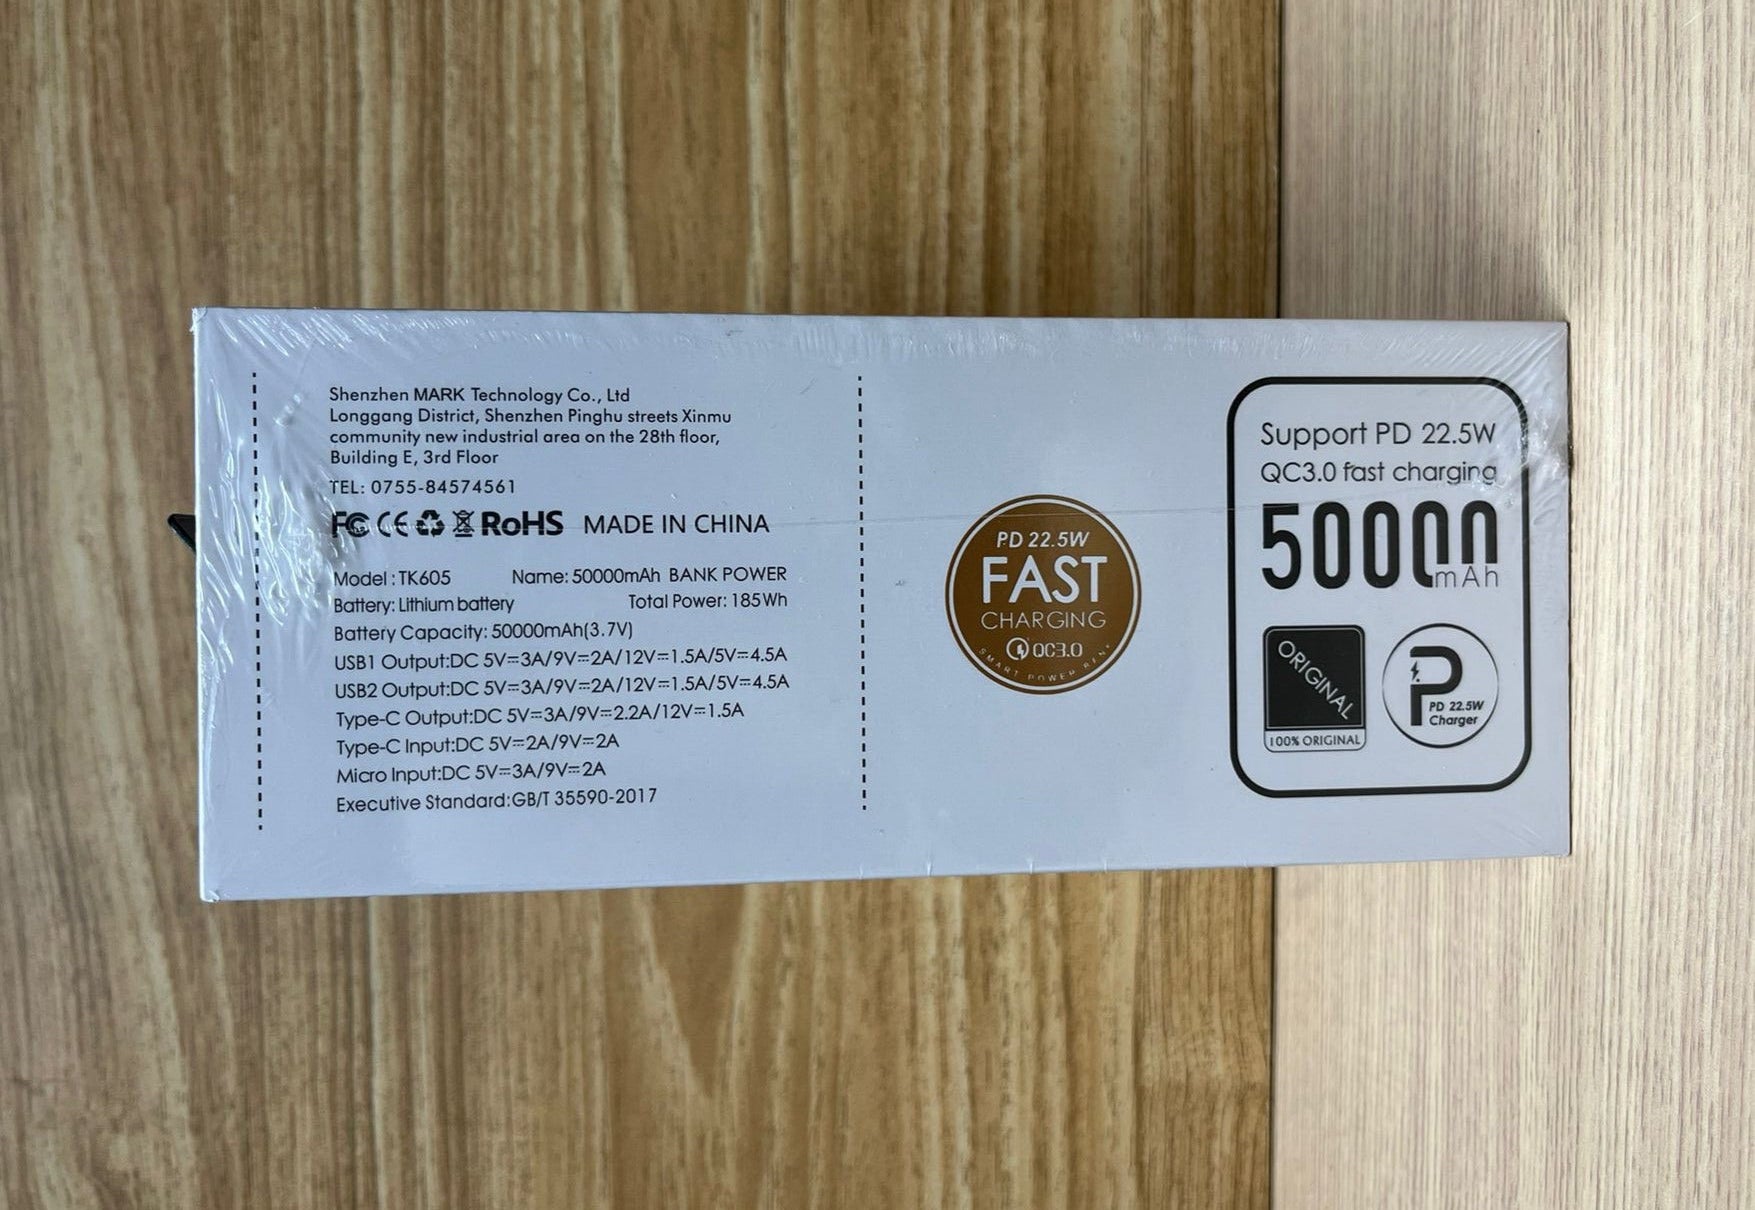 Shenzhen MARK Technology Co., Ltd
Longgang District, Shenzhen Pinghu streets Xinmu
community new industrial area on the 28th floor,
Building E, 3rd Floor
TEL: 0755-84574561
FC CE RoHS MADE IN CHINA
Model : TK605 Name: 50000mAh BANK POWER
Battery: Lithium battery Total Power: 185Wh
Battery Capacity: 50000mAh(3.7V)
USB1 Output:DC 5V⎓3A/9V⎓2A/12V⎓1.5A/5V⎓4.5A
USB2 Output:DC 5V⎓3A/9V⎓2A/12V⎓1.5A/5V⎓4.5A
Type-C Output:DC 5V⎓3A/9V⎓2.2A/12V⎓1.5A
Type-C Input:DC 5V⎓2A/9V⎓2A
Micro Input:DC 5V⎓3A/9V⎓2A
Executive Standard:GB/T 35590-2017
PD 22.5W
FAST
CHARGING
QC3.0
SMART POWER BANK
Support PD 22.5W
QC3.0 fast charging
50000
mAh
ORIGINAL
100% ORIGINAL
P
PD 22.5W
Charger